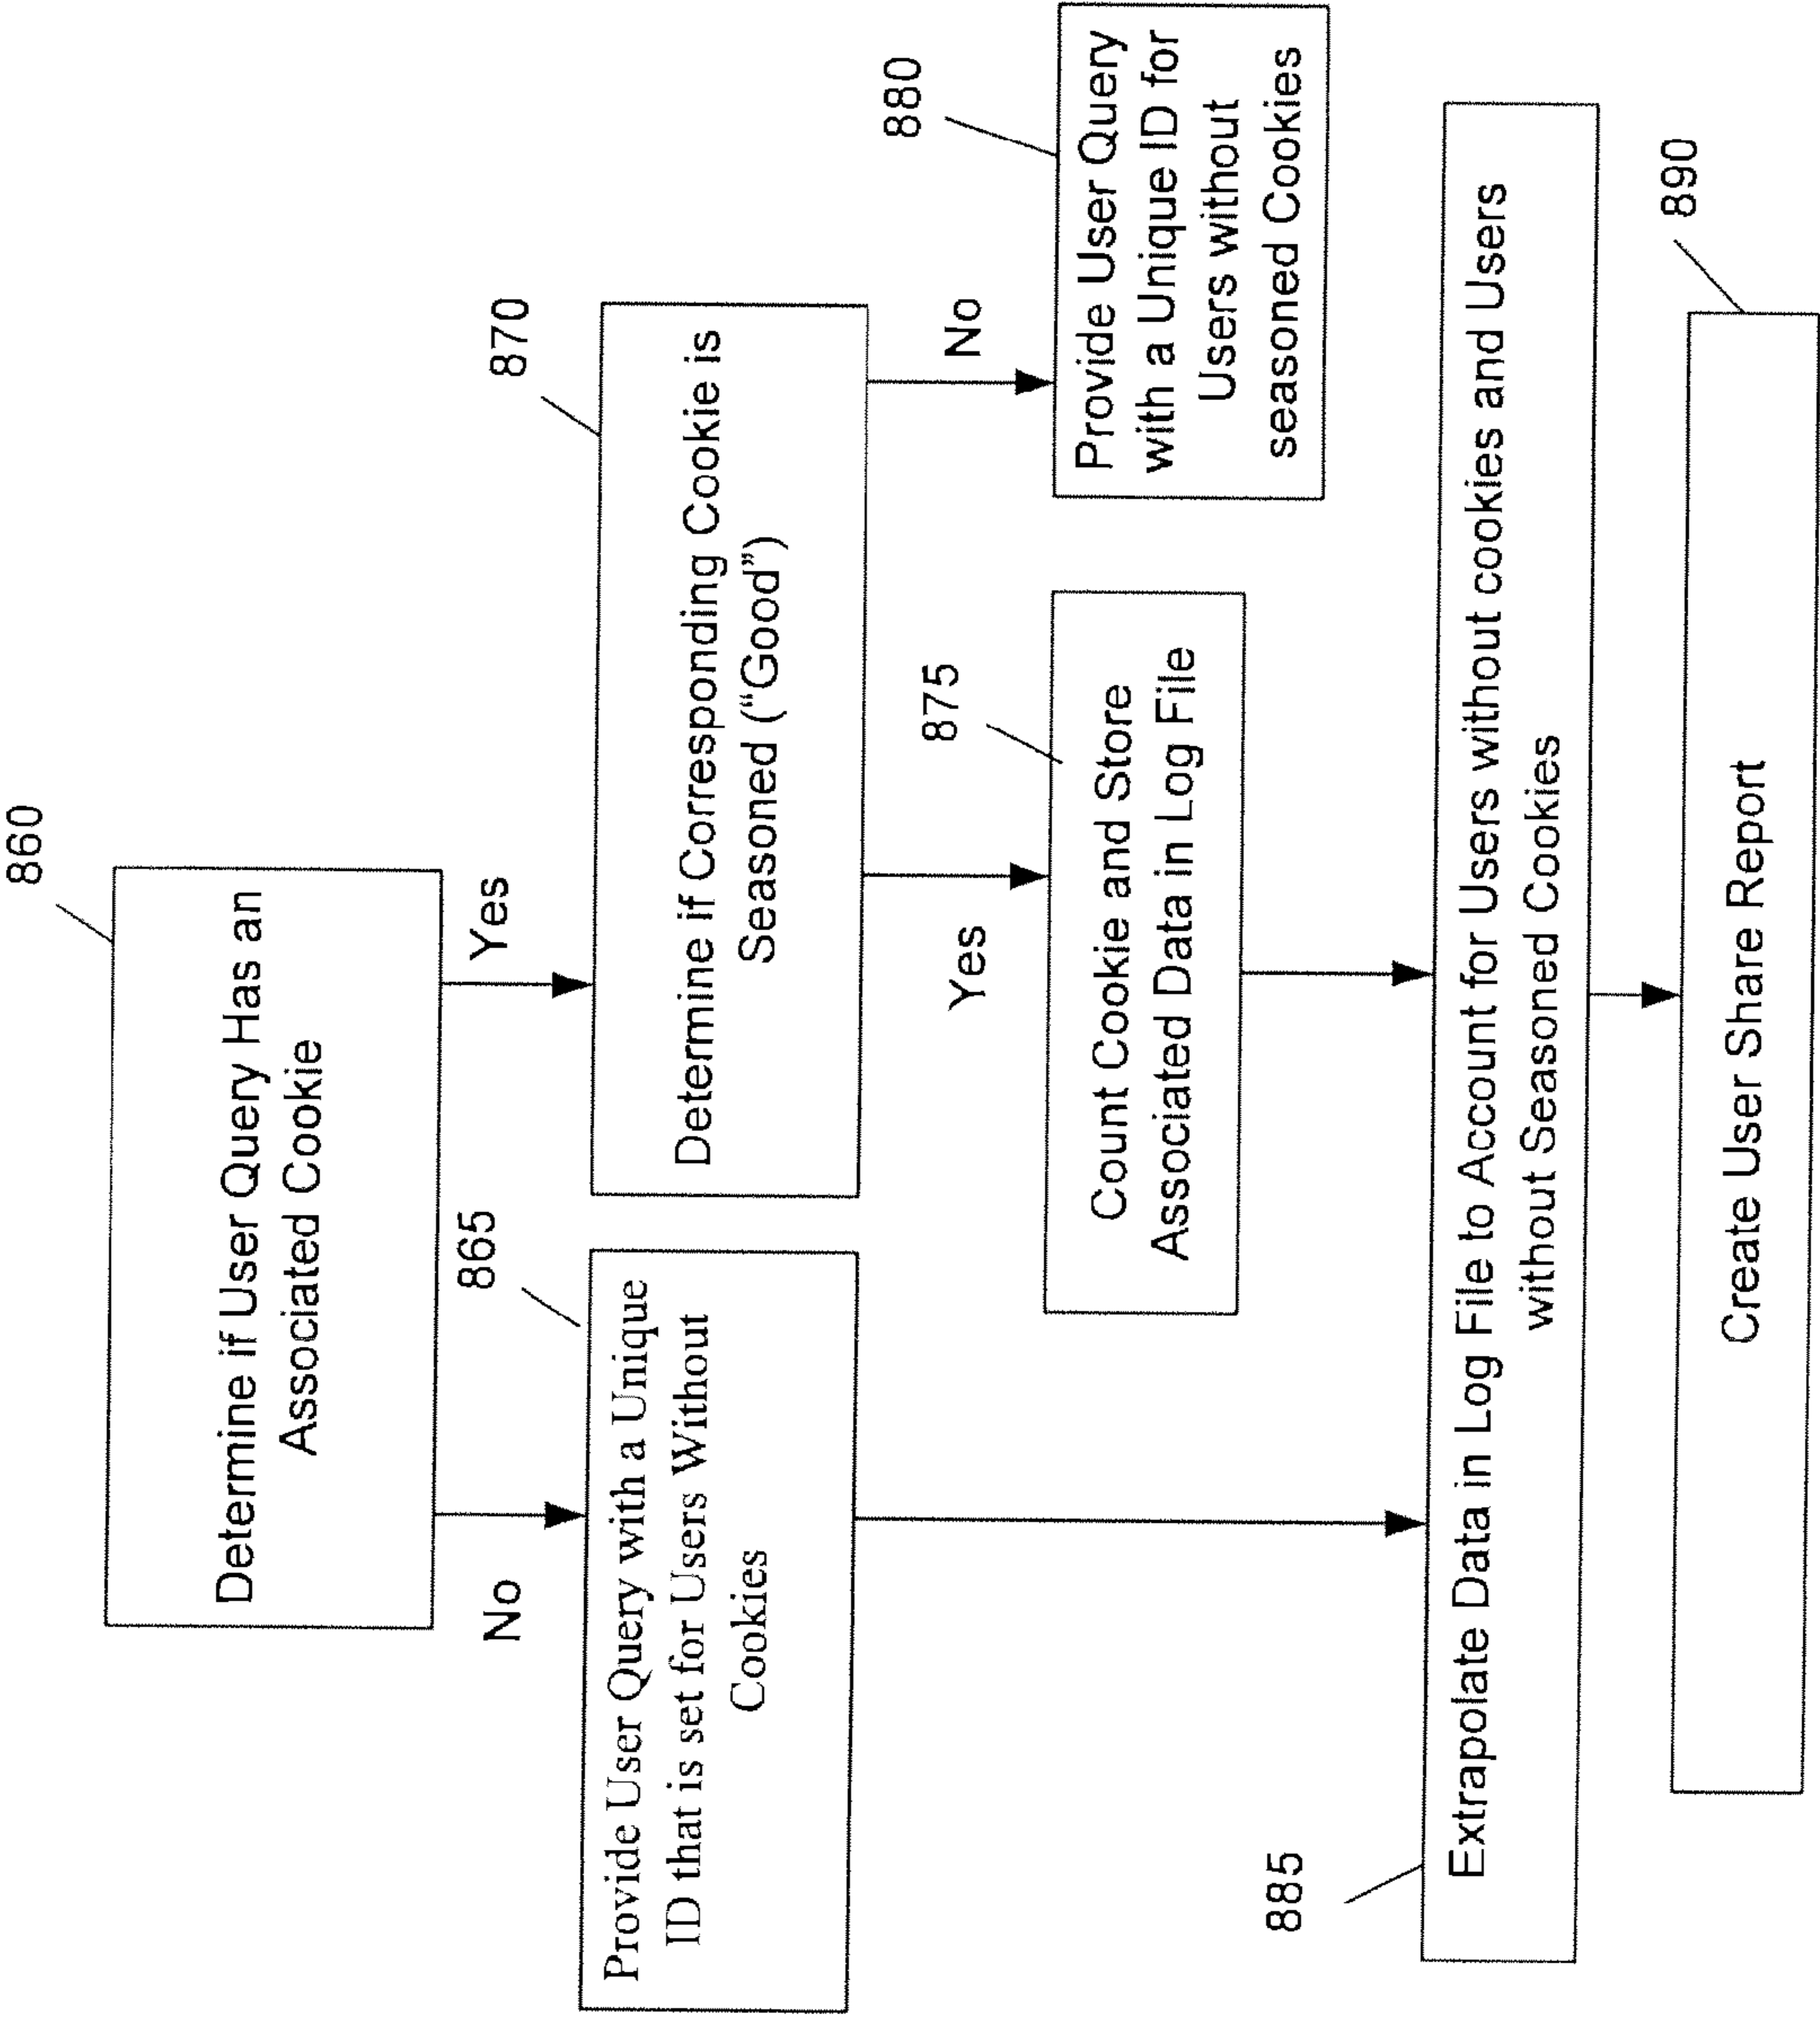 860
Determine if User Query Has an
Associated Cookie
No
Yes
865
Provide User Query with a Unique
ID that is set for Users Without
Cookies
870
Determine if Corresponding Cookie is
Seasoned (“Good”)
Yes
No
875
Count Cookie and Store
Associated Data in Log File
880
Provide User Query
with a Unique ID for
Users without
seasoned Cookies
885
Extrapolate Data in Log File to Account for Users without cookies and Users
without Seasoned Cookies
890
Create User Share Report